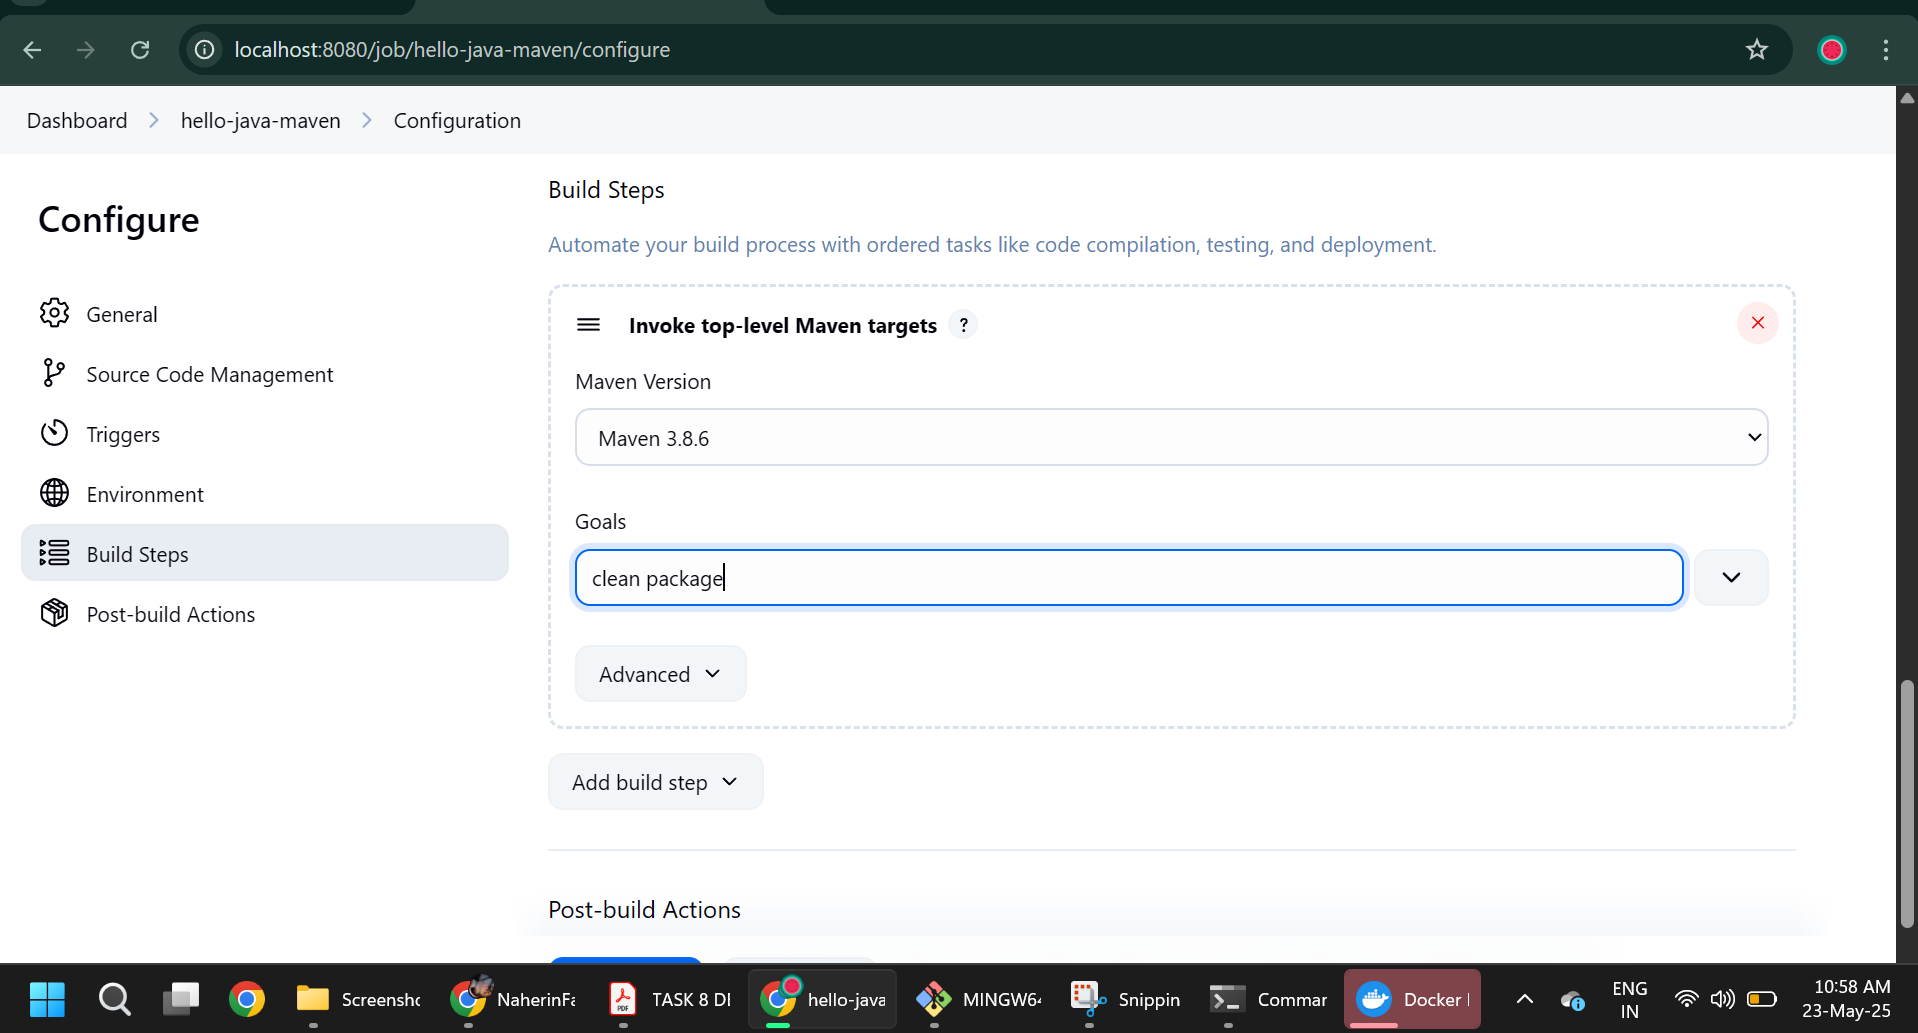 localhost:8080/job/hello-java-maven/configure
Dashboard > hello-java-maven > Configuration
Configure
General
Source Code Management
Triggers
Environment
Build Steps
Post-build Actions
Build Steps
Automate your build process with ordered tasks like code compilation, testing, and deployment.
Invoke top-level Maven targets ?
Maven Version
Maven 3.8.6
Goals
clean package
Advanced
Add build step
Post-build Actions
Screensho
NaherinFa
PDF
TASK 8 DE
hello-java
MINGW64
Snippin
Commar
Docker
ENG
IN
10:58 AM
23-May-25